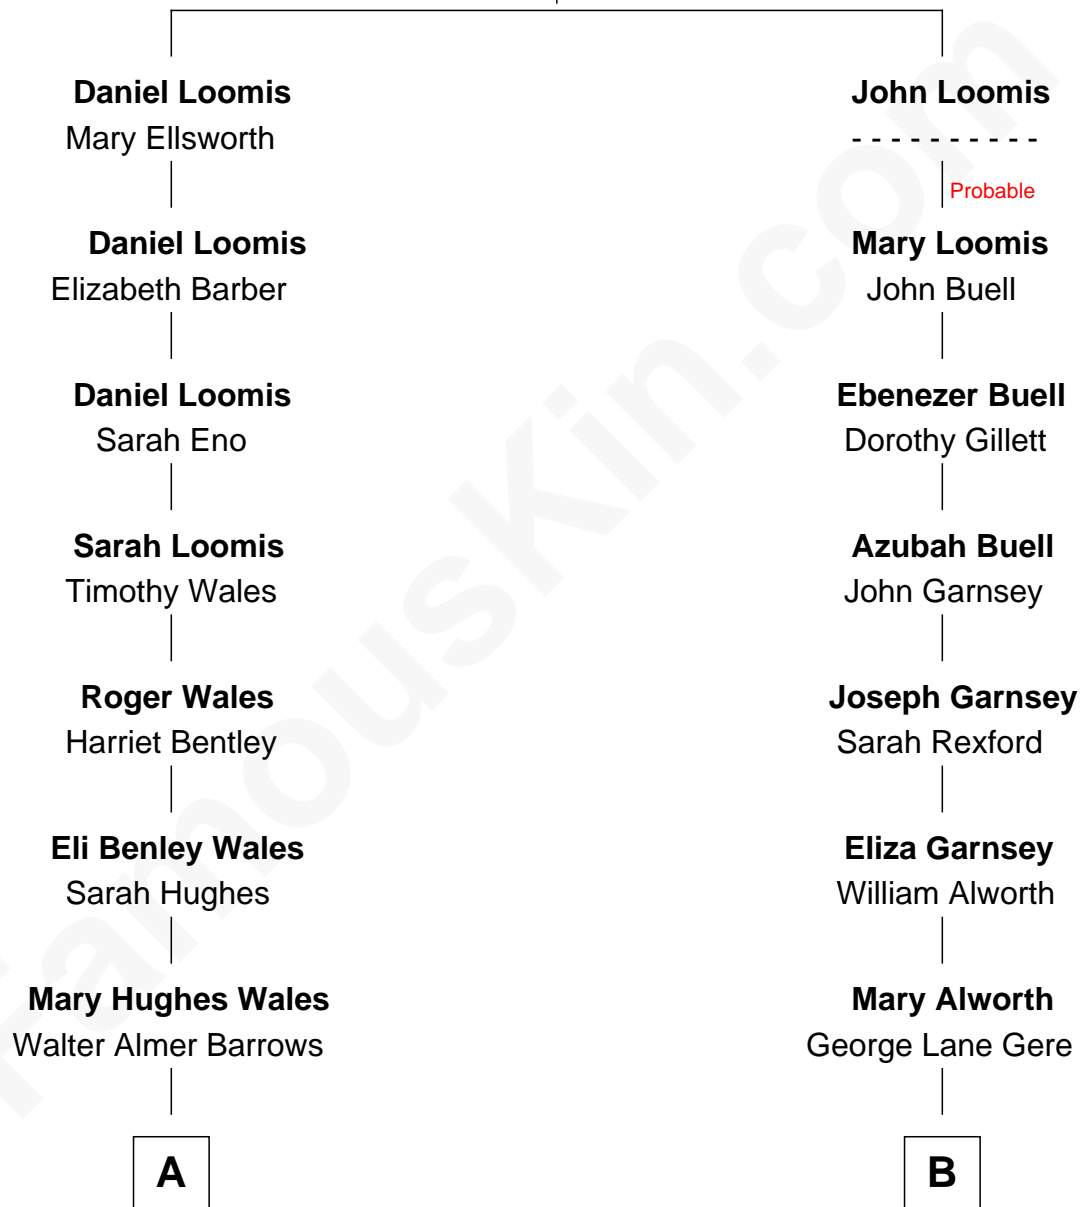 Daniel Loomis
Mary Ellsworth
Daniel Loomis
Elizabeth Barber
Daniel Loomis
Sarah Eno
Sarah Loomis
Timothy Wales
Roger Wales
Harriet Bentley
Eli Benley Wales
Sarah Hughes
Mary Hughes Wales
Walter Almer Barrows
A
John Loomis
- - - - - - - - - -
Probable
Mary Loomis
John Buell
Ebenezer Buell
Dorothy Gillett
Azubah Buell
John Garnsey
Joseph Garnsey
Sarah Rexford
Eliza Garnsey
William Alworth
Mary Alworth
George Lane Gere
B
FamousKin.com